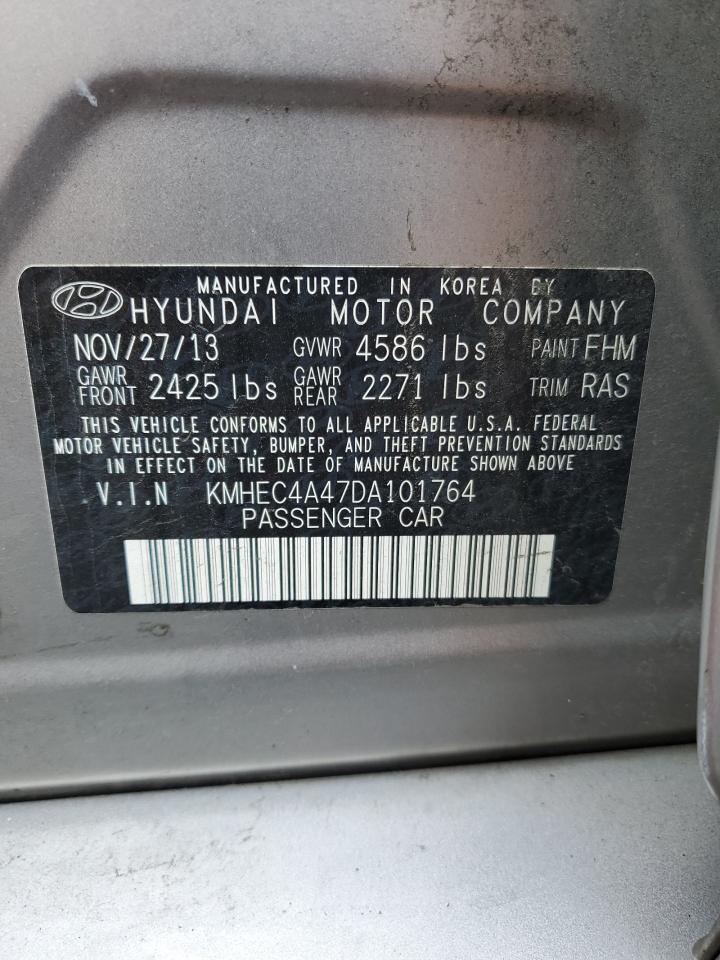 MANUFACTURED IN KOREA BY
HYUNDAI MOTOR COMPANY
NOV/27/13 GVWR 4586 lbs PAINT FHM
GAWR FRONT 2425 lbs GAWR REAR 2271 lbs TRIM RAS
THIS VEHICLE CONFORMS TO ALL APPLICABLE U.S.A. FEDERAL
MOTOR VEHICLE SAFETY, BUMPER, AND THEFT PREVENTION STANDARDS
IN EFFECT ON THE DATE OF MANUFACTURE SHOWN ABOVE
V.I.N KMHEC4A47DA101764
PASSENGER CAR